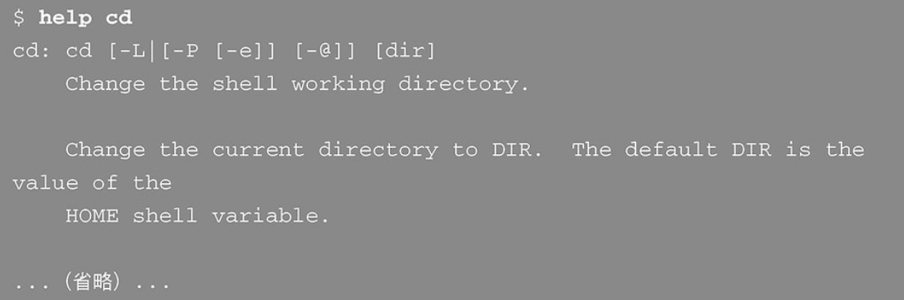 $ help cd
cd: cd [-L|[-P [-e]] [-@]] [dir]
    Change the shell working directory.

    Change the current directory to DIR.  The default DIR is the
value of the
    HOME shell variable.

...（省略）...